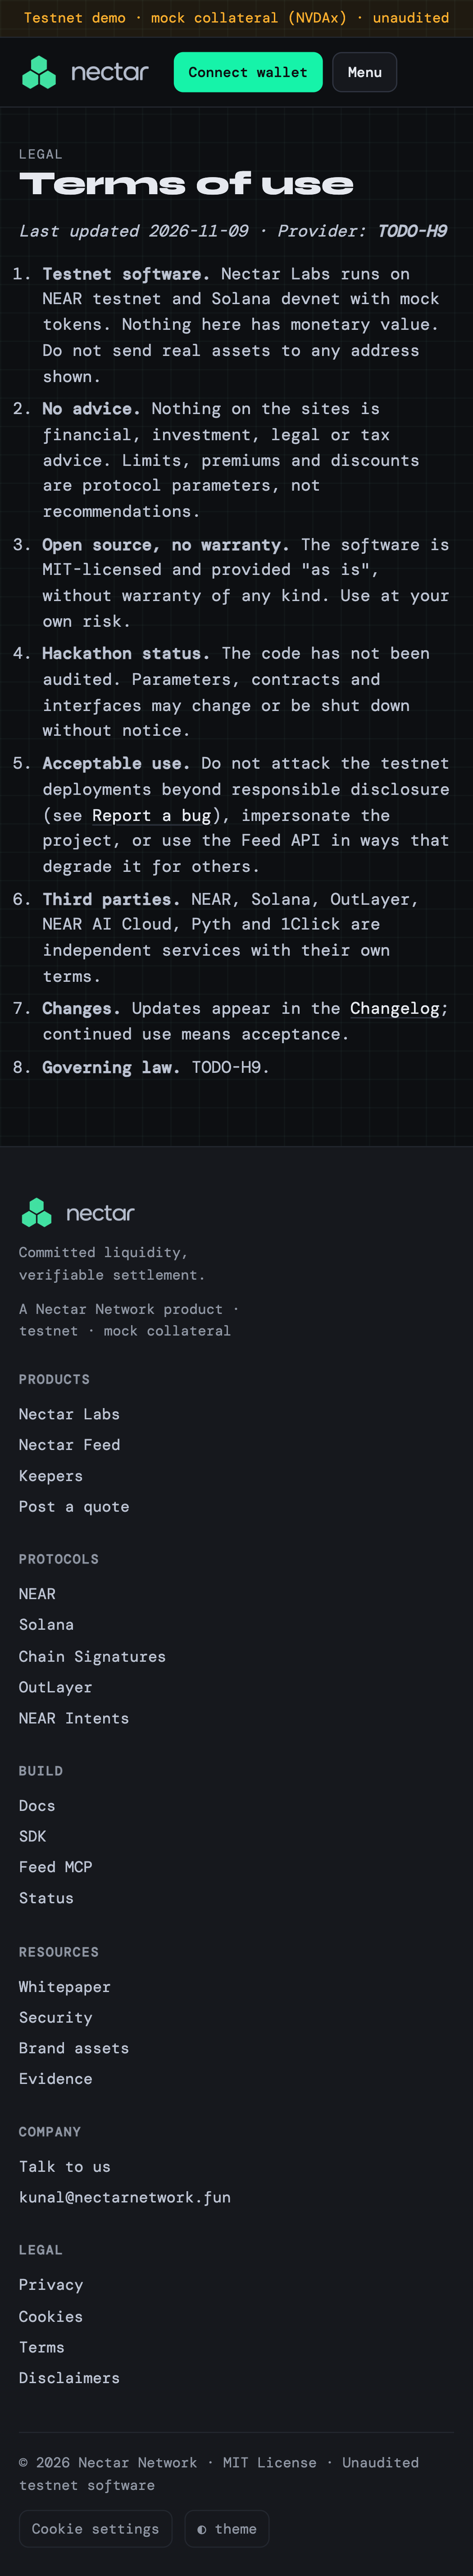 Testnet demo · mock collateral (NVDAx) · unaudited
nectar
Connect wallet
Menu
LEGAL
Terms of use
Last updated 2026-11-09 · Provider: TODO-H9
1. Testnet software. Nectar Labs runs on
NEAR testnet and Solana devnet with mock
tokens. Nothing here has monetary value.
Do not send real assets to any address
shown.
2. No advice. Nothing on the sites is
financial, investment, legal or tax
advice. Limits, premiums and discounts
are protocol parameters, not
recommendations.
3. Open source, no warranty. The software is
MIT-licensed and provided "as is",
without warranty of any kind. Use at your
own risk.
4. Hackathon status. The code has not been
audited. Parameters, contracts and
interfaces may change or be shut down
without notice.
5. Acceptable use. Do not attack the testnet
deployments beyond responsible disclosure
(see Report a bug), impersonate the
project, or use the Feed API in ways that
degrade it for others.
6. Third parties. NEAR, Solana, OutLayer,
NEAR AI Cloud, Pyth and 1Click are
independent services with their own
terms.
7. Changes. Updates appear in the Changelog;
continued use means acceptance.
8. Governing law. TODO-H9.
nectar
Committed liquidity,
verifiable settlement.
A Nectar Network product ·
testnet · mock collateral
PRODUCTS
Nectar Labs
Nectar Feed
Keepers
Post a quote
PROTOCOLS
NEAR
Solana
Chain Signatures
OutLayer
NEAR Intents
BUILD
Docs
SDK
Feed MCP
Status
RESOURCES
Whitepaper
Security
Brand assets
Evidence
COMPANY
Talk to us
kunal@nectarnetwork.fun
LEGAL
Privacy
Cookies
Terms
Disclaimers
© 2026 Nectar Network · MIT License · Unaudited
testnet software
Cookie settings
◐ theme